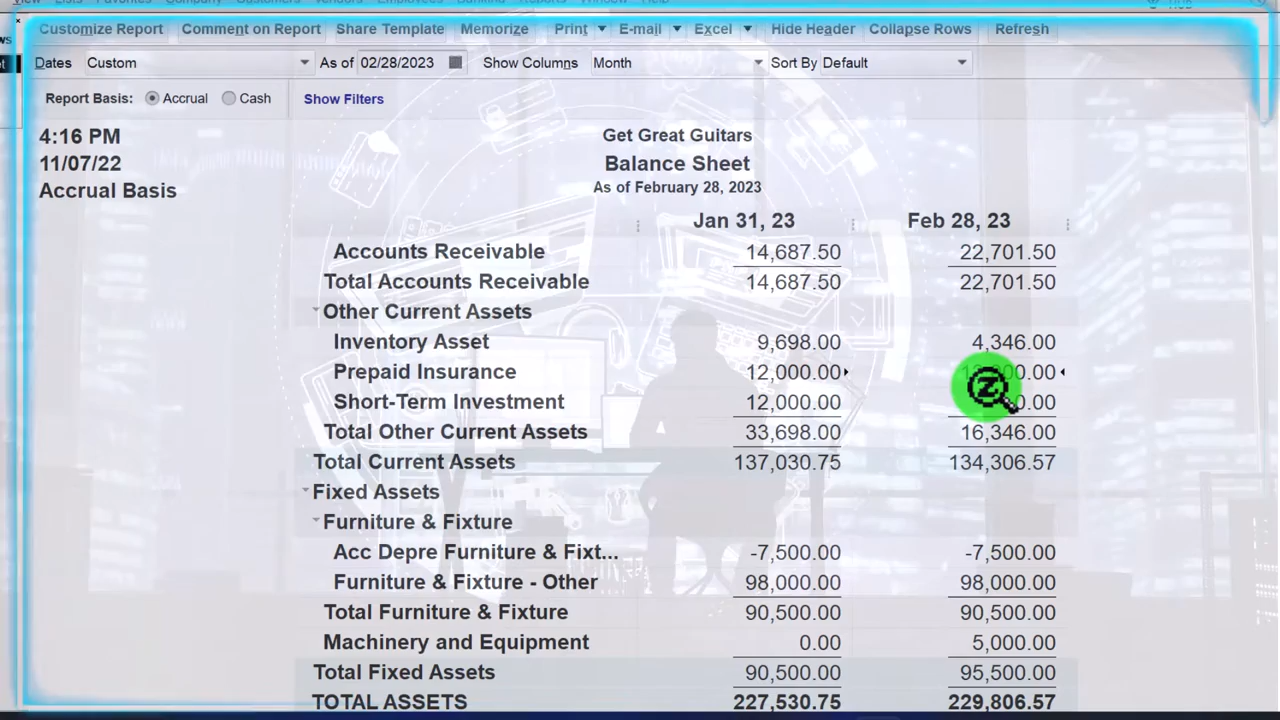 Customize Report Comment on Report Share Template Memorize Print E-mail Excel Hide Header Collapse Rows Refresh
Dates Custom As of 02/28/2023 Show Columns Month Sort By Default
Report Basis: Accrual Cash Show Filters
4:16 PM
11/07/22
Accrual Basis
Get Great Guitars
Balance Sheet
As of February 28, 2023
Jan 31, 23 Feb 28, 23
Accounts Receivable 14,687.50 22,701.50
Total Accounts Receivable 14,687.50 22,701.50
Other Current Assets
Inventory Asset 9,698.00 4,346.00
Prepaid Insurance 12,000.00
Short-Term Investment 12,000.00
Total Other Current Assets 33,698.00 16,346.00
Total Current Assets 137,030.75 134,306.57
Fixed Assets
Furniture & Fixture
Acc Depre Furniture & Fixt... -7,500.00 -7,500.00
Furniture & Fixture - Other 98,000.00 98,000.00
Total Furniture & Fixture 90,500.00 90,500.00
Machinery and Equipment 0.00 5,000.00
Total Fixed Assets 90,500.00 95,500.00
TOTAL ASSETS 227,530.75 229,806.57